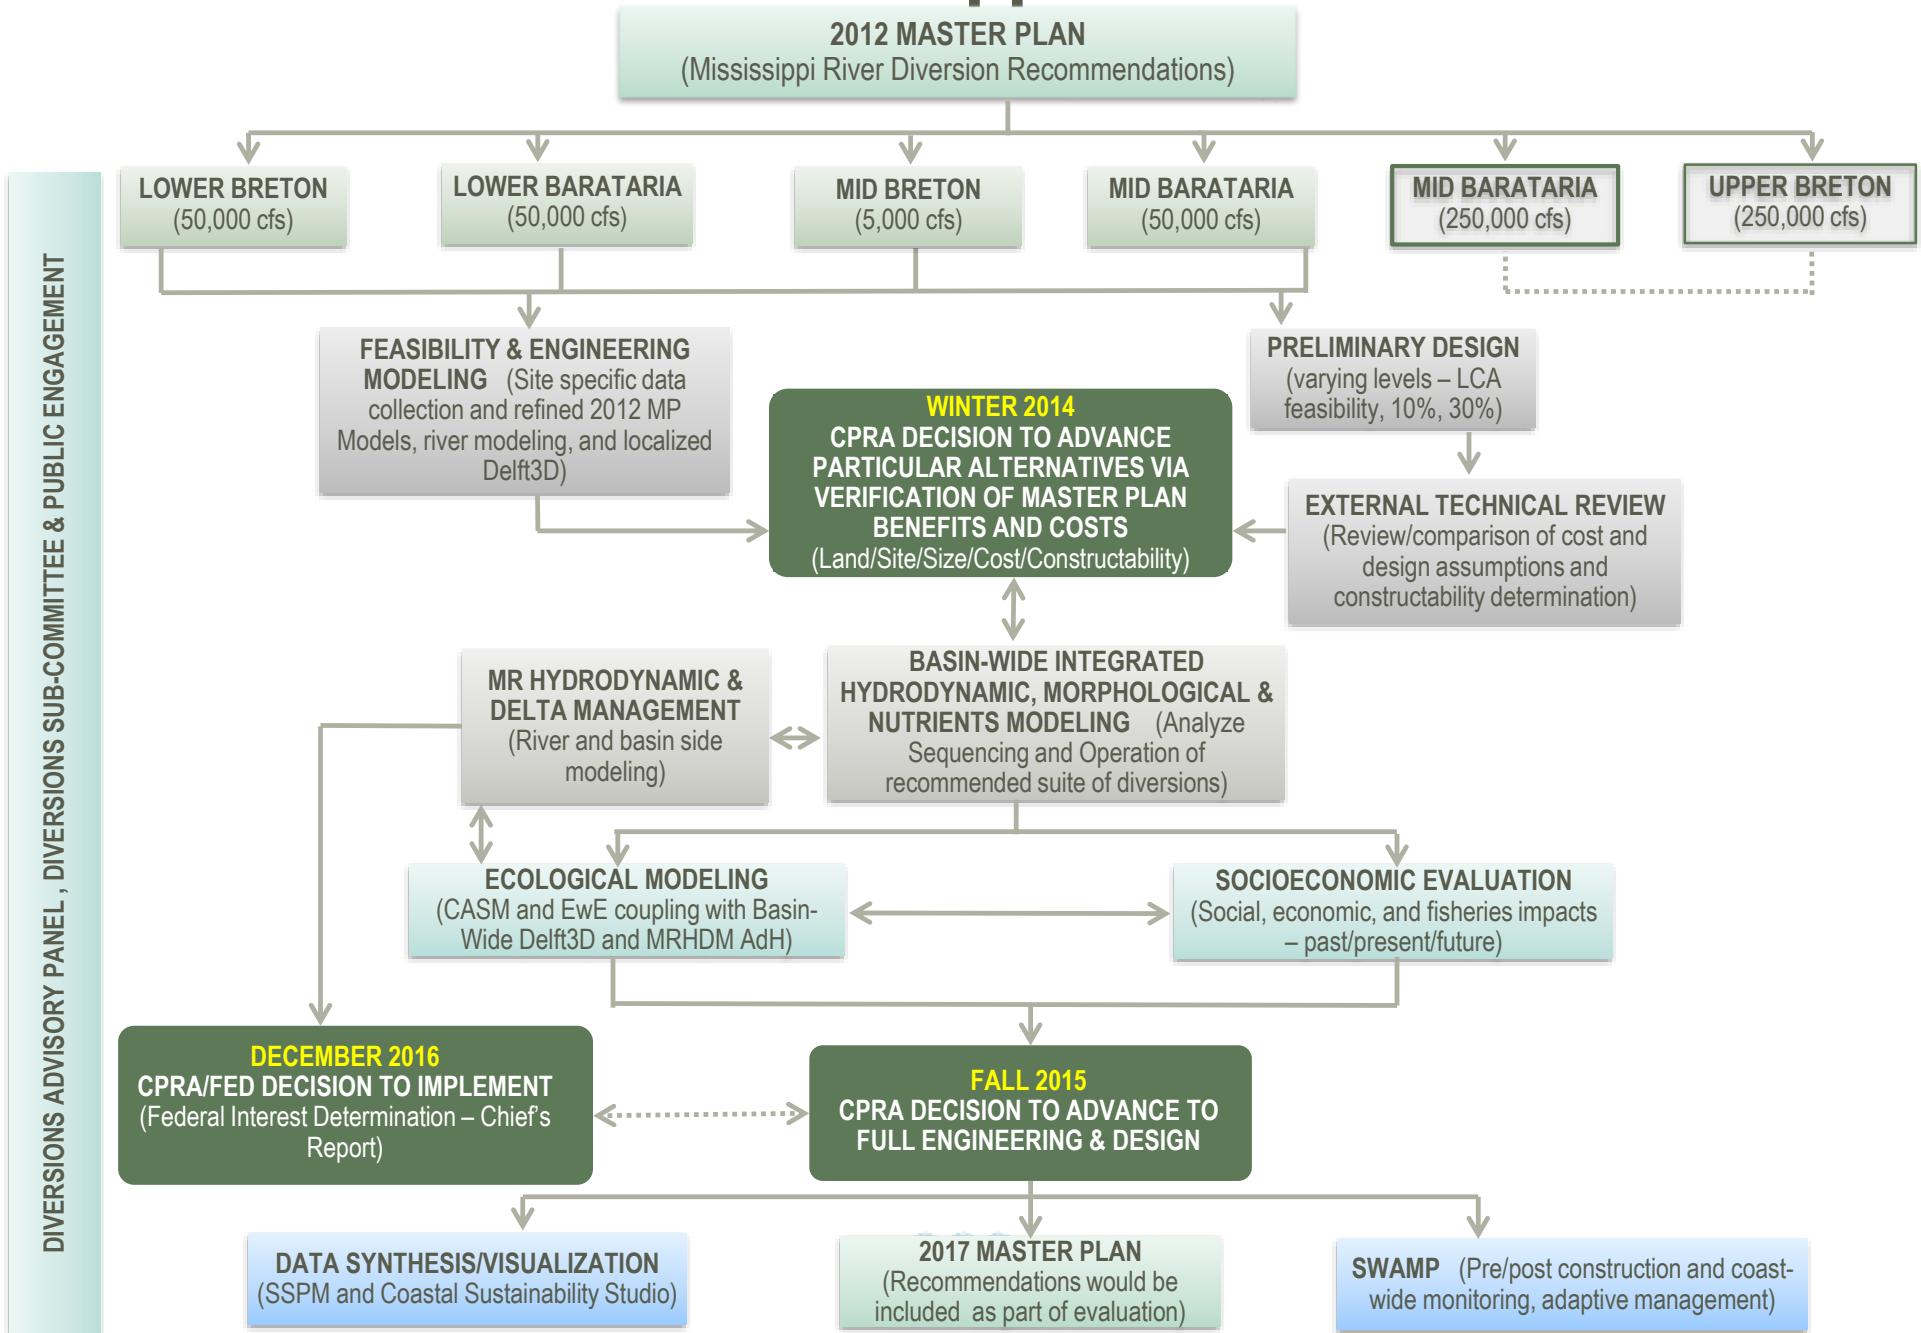 2012 MASTER PLAN
(Mississippi River Diversion Recommendations)
LOWER BRETON
(50,000 cfs)
LOWER BARATARIA
(50,000 cfs)
MID BRETON
(5,000 cfs)
MID BARATARIA
(50,000 cfs)
MID BARATARIA
(250,000 cfs)
UPPER BRETON
(250,000 cfs)
DIVERSIONS ADVISORY PANEL , DIVERSIONS SUB-COMMITTEE & PUBLIC ENGAGEMENT
FEASIBILITY & ENGINEERING
MODELING (Site specific data
collection and refined 2012 MP
Models, river modeling, and localized
Delft3D)
PRELIMINARY DESIGN
(varying levels – LCA
feasibility, 10%, 30%)
WINTER 2014
CPRA DECISION TO ADVANCE
PARTICULAR ALTERNATIVES VIA
VERIFICATION OF MASTER PLAN
BENEFITS AND COSTS
(Land/Site/Size/Cost/Constructability)
EXTERNAL TECHNICAL REVIEW
(Review/comparison of cost and
design assumptions and
constructability determination)
MR HYDRODYNAMIC &
DELTA MANAGEMENT
(River and basin side
modeling)
BASIN-WIDE INTEGRATED
HYDRODYNAMIC, MORPHOLOGICAL &
NUTRIENTS MODELING (Analyze
Sequencing and Operation of
recommended suite of diversions)
ECOLOGICAL MODELING
(CASM and EwE coupling with Basin-
Wide Delft3D and MRHDM AdH)
SOCIOECONOMIC EVALUATION
(Social, economic, and fisheries impacts
– past/present/future)
DECEMBER 2016
CPRA/FED DECISION TO IMPLEMENT
(Federal Interest Determination – Chief's
Report)
FALL 2015
CPRA DECISION TO ADVANCE TO
FULL ENGINEERING & DESIGN
DATA SYNTHESIS/VISUALIZATION
(SSPM and Coastal Sustainability Studio)
2017 MASTER PLAN
(Recommendations would be
included as part of evaluation)
SWAMP (Pre/post construction and coast-
wide monitoring, adaptive management)